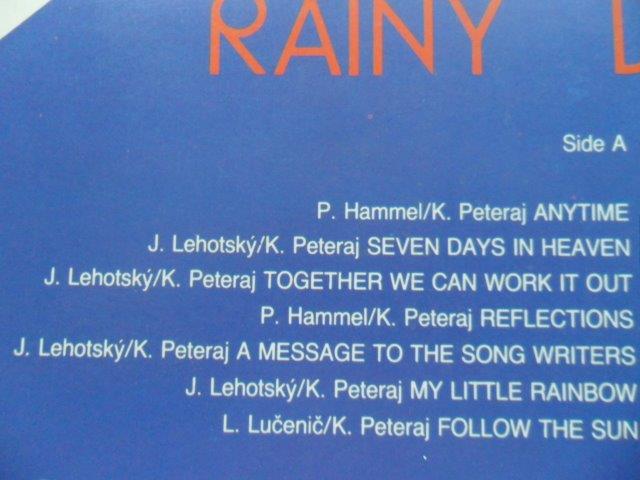 RAINY
Side A
P. Hammel/K. Peteraj ANYTIME
J. Lehotský/K. Peteraj SEVEN DAYS IN HEAVEN
J. Lehotský/K. Peteraj TOGETHER WE CAN WORK IT OUT
P. Hammel/K. Peteraj REFLECTIONS
J. Lehotský/K. Peteraj A MESSAGE TO THE SONG WRITERS
J. Lehotský/K. Peteraj MY LITTLE RAINBOW
L. Lučenič/K. Peteraj FOLLOW THE SUN